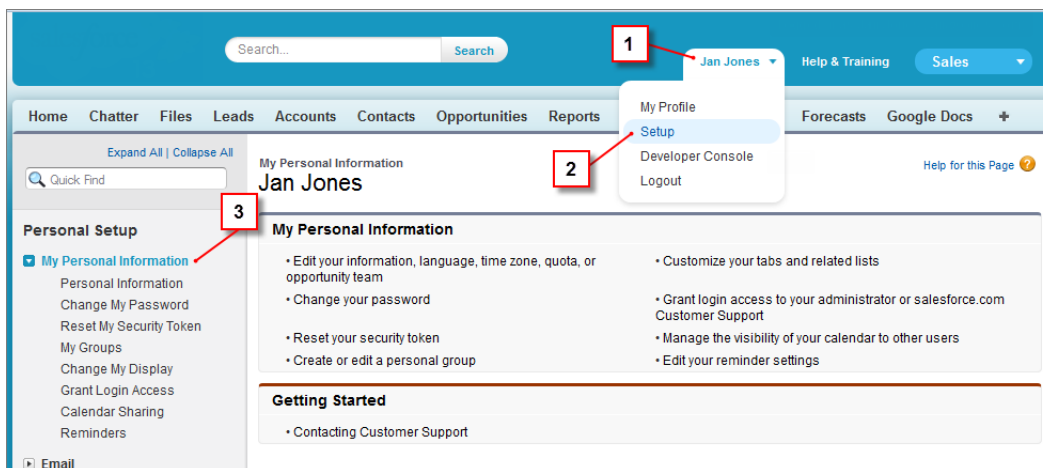 Search...
Search
1
Jan Jones
Help & Training
Sales
My Profile
Setup
Developer Console
Logout
2
Home Chatter Files Leads Accounts Contacts Opportunities Reports Forecasts Google Docs +
Expand All | Collapse All
Quick Find
My Personal Information
Jan Jones
Help for this Page ?
3
Personal Setup
My Personal Information
Personal Information
Change My Password
Reset My Security Token
My Groups
Change My Display
Grant Login Access
Calendar Sharing
Reminders
Email
My Personal Information
• Edit your information, language, time zone, quota, or
opportunity team
• Change your password
• Reset your security token
• Create or edit a personal group
• Customize your tabs and related lists
• Grant login access to your administrator or salesforce.com
Customer Support
• Manage the visibility of your calendar to other users
• Edit your reminder settings
Getting Started
• Contacting Customer Support